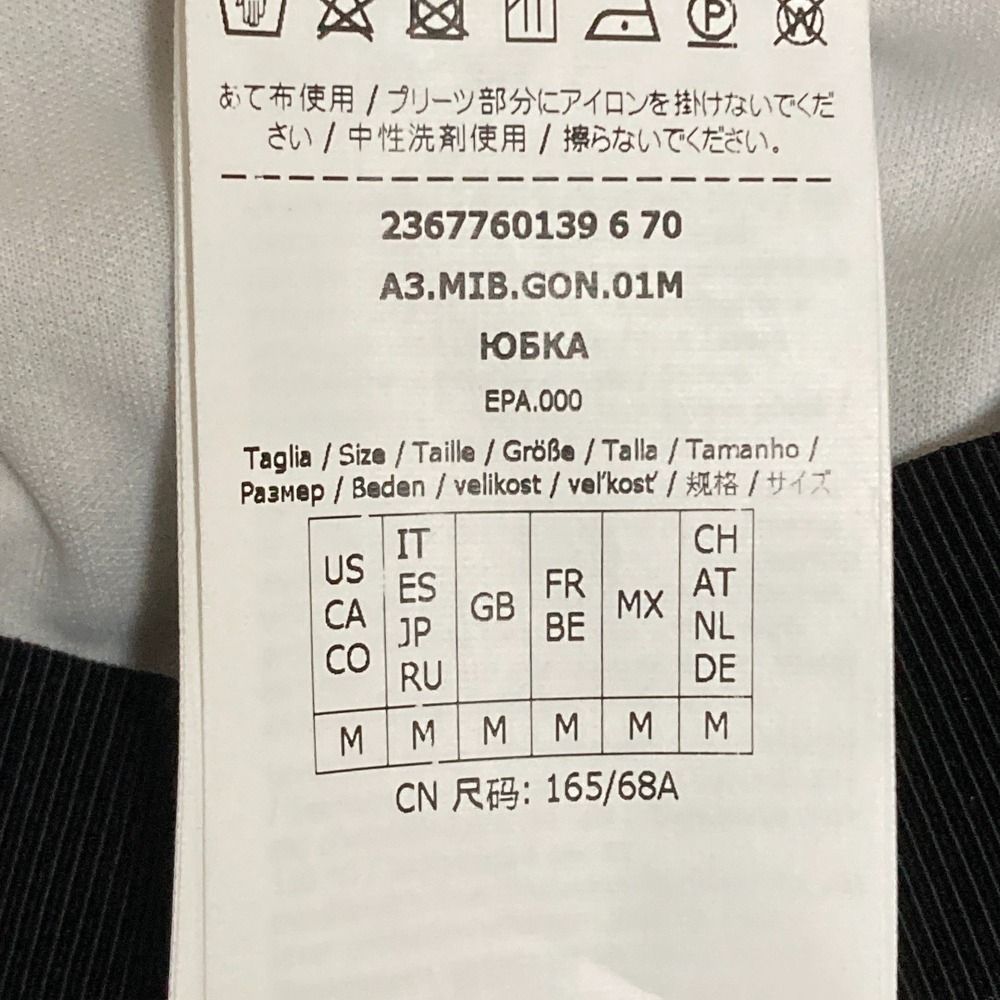 あて布使用 / プリーツ部分にアイロンを掛けないでくだ
さい / 中性洗剤使用 / 擦らないでください。
2367760139 6 70
A3.MIB.GON.01M
ЮБКА
EPA.000
Taglia / Size / Taille / Größe / Talla / Tamanho /
Размер / Beden / velikost / veľkosť / 规格 / サイズ
US CA CO
IT ES JP RU
GB
FR BE
MX
CH AT NL DE
M M M M M M
CN 尺码: 165/68A